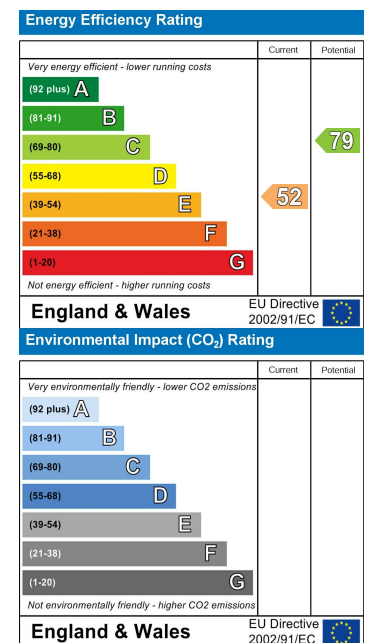 Energy Efficiency Rating
Current Potential
Very energy efficient - lower running costs
(92 plus) A
(81-91) B
(69-80) C
79
(55-68) D
(39-54) E
52
(21-38) F
(1-20) G
Not energy efficient - higher running costs
England & Wales
EU Directive
2002/91/EC
Environmental Impact (CO₂) Rating
Current Potential
Very environmentally friendly - lower CO2 emissions
(92 plus) A
(81-91) B
(69-80) C
(55-68) D
(39-54) E
(21-38) F
(1-20) G
Not environmentally friendly - higher CO2 emissions
England & Wales
EU Directive
2002/91/EC